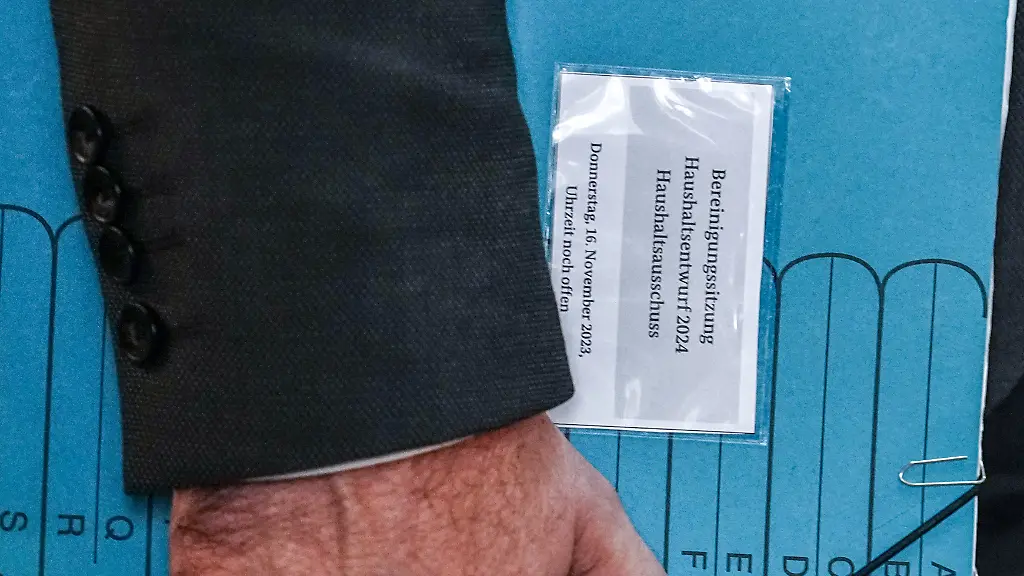 Bereinigungssitzung
Haushaltsentwurf 2024
Haushaltsausschuss
Donnerstag, 16. November 2023,
Uhrzeit noch offen
A
B
C
D
E
F
Q
R
S